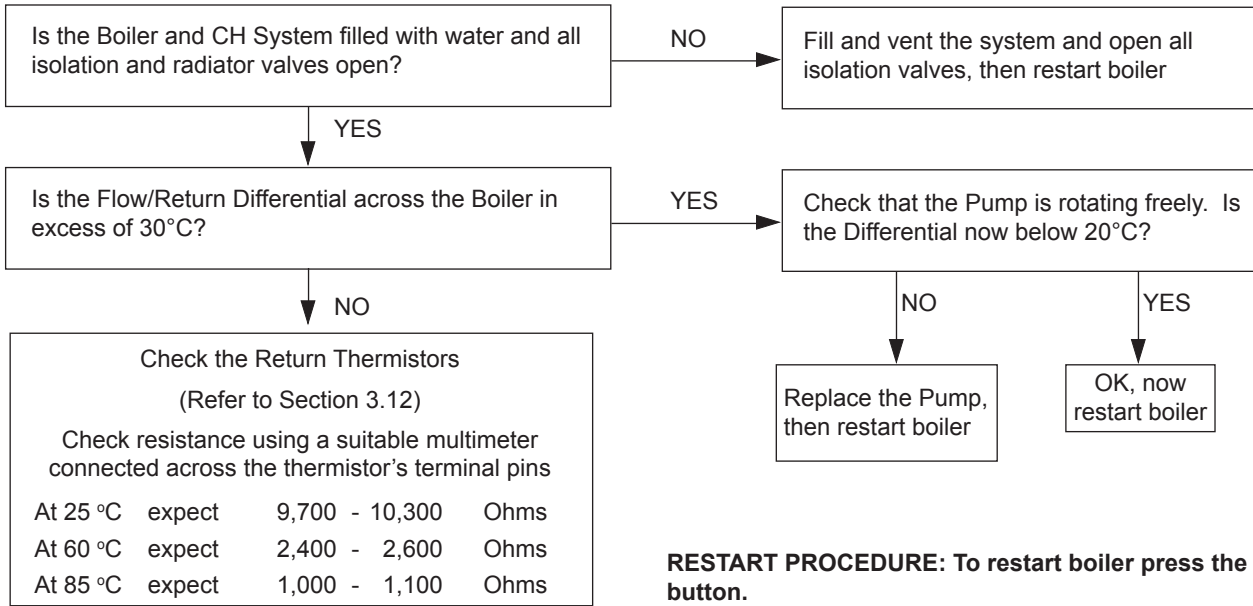 Is the Boiler and CH System filled with water and all
isolation and radiator valves open?
NO
Fill and vent the system and open all
isolation valves, then restart boiler
YES
Is the Flow/Return Differential across the Boiler in
excess of 30°C?
YES
Check that the Pump is rotating freely. Is
the Differential now below 20°C?
NO
NO
YES
Check the Return Thermistors
(Refer to Section 3.12)
Check resistance using a suitable multimeter
connected across the thermistor's terminal pins
At 25 °C expect 9,700 - 10,300 Ohms
At 60 °C expect 2,400 - 2,600 Ohms
At 85 °C expect 1,000 - 1,100 Ohms
Replace the Pump,
then restart boiler
OK, now
restart boiler
RESTART PROCEDURE: To restart boiler press the
button.